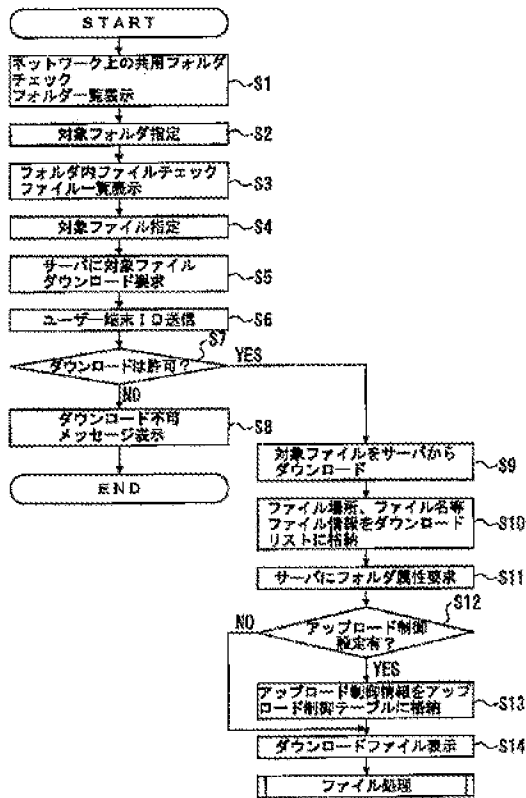 START
ネットワーク上の共用フォルダ
チェック
フォルダ一覧表示
S1
対象フォルダ指定
S2
フォルダ内ファイルチェック
ファイル一覧表示
S3
対象ファイル指定
S4
サーバに対象ファイル
ダウンロード要求
S5
ユーザー端末ID送信
S6
S7
ダウンロードは許可?
YES
NO
ダウンロード不可
メッセージ表示
S8
END
対象ファイルをサーバから
ダウンロード
S9
ファイル場所、ファイル名等
ファイル情報をダウンロード
リストに格納
S10
サーバにフォルダ属性要求
S11
S12
NO
アップロード制御
設定有?
YES
アップロード制御情報をアップ
ロード制御テーブルに格納
S13
ダウンロードファイル表示
S14
ファイル処理